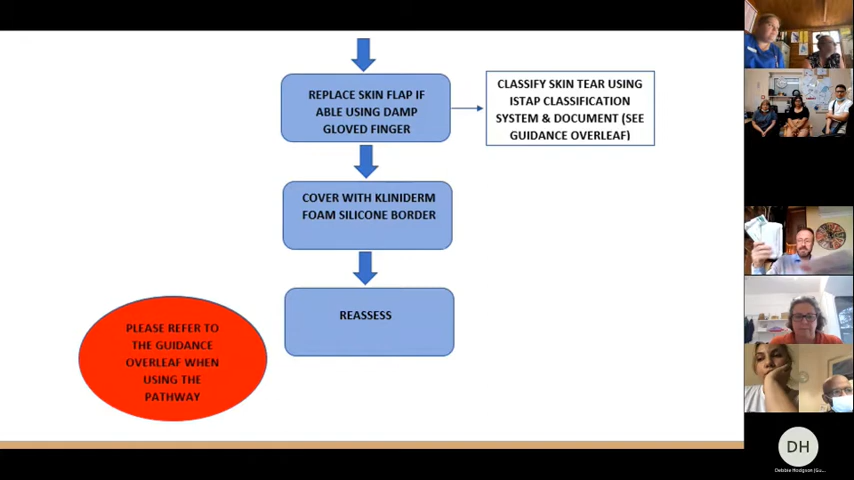 REPLACE SKIN FLAP IF
ABLE USING DAMP
GLOVED FINGER
CLASSIFY SKIN TEAR USING
ISTAP CLASSIFICATION
SYSTEM & DOCUMENT (SEE
GUIDANCE OVERLEAF)
COVER WITH KLINIDERM
FOAM SILICONE BORDER
REASSESS
PLEASE REFER TO
THE GUIDANCE
OVERLEAF WHEN
USING THE
PATHWAY
DH